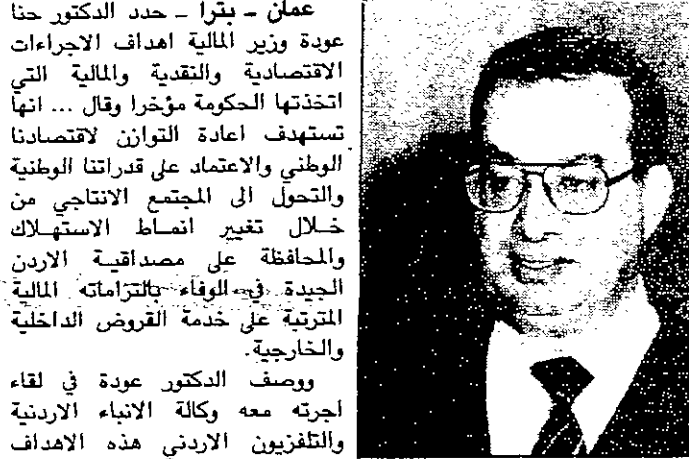 عمان - بترا - حدد الدكتور حنا
عودة وزير المالية اهداف الاجراءات
الاقتصادية والنقدية والمالية التي
اتخذتها الحكومة مؤخرا وقال ... انها
تستهدف اعادة التوازن لاقتصادنا
الوطني والاعتماد على قدراتنا الوطنية
والتحول الى المجتمع الانتاجي من
خلال تغيير انماط الاستهلاك
والمحافظة على مصداقية الاردن
الجيدة في الوفاء بالتزاماته المالية
المترتبة على خدمة القروض الداخلية
والخارجية.
ووصف الدكتور عودة في لقاء
اجرته معه وكالة الانباء الاردنية
والتلفزيون الاردني هذه الاهداف